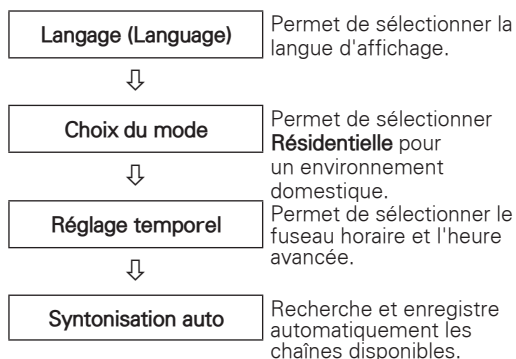 Langage (Language)
Permet de sélectionner la
langue d'affichage.
Choix du mode
Permet de sélectionner
Résidentielle pour
un environnement
domestique.
Réglage temporel
Permet de sélectionner le
fuseau horaire et l'heure
avancée.
Syntonisation auto
Recherche et enregistre
automatiquement les
chaînes disponibles.